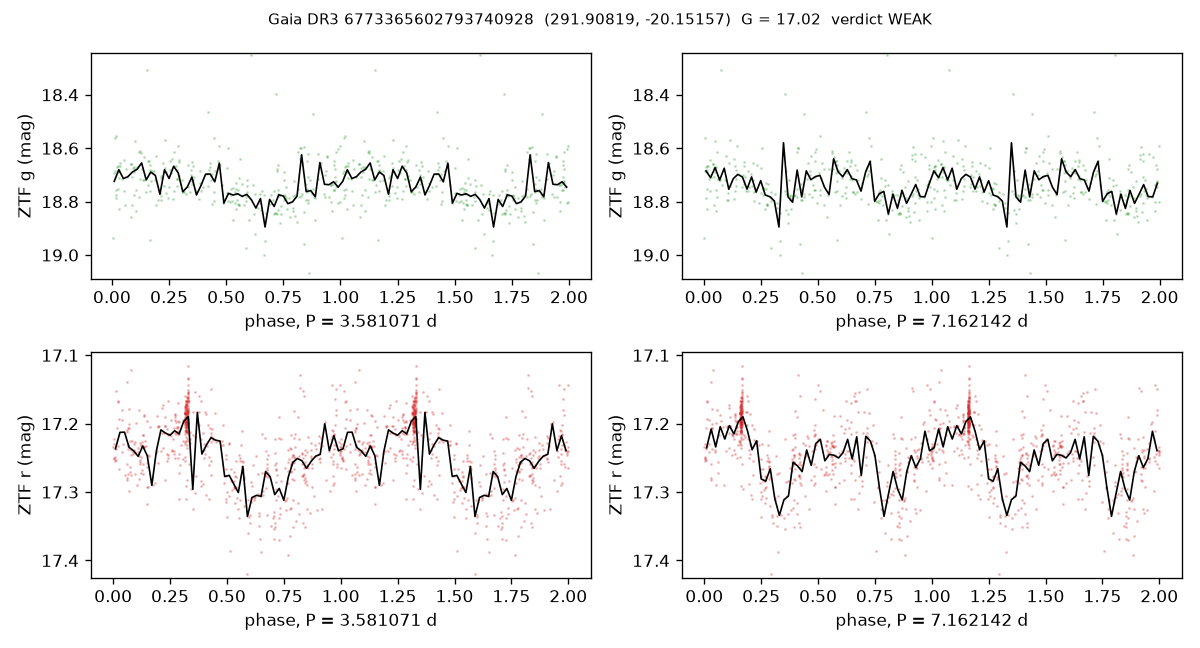 Gaia DR3 6773365602793740928  (291.90819, -20.15157)  G = 17.02  verdict WEAK
ZTF g (mag)
18.4
18.6
18.8
19.0
0.00 0.25 0.50 0.75 1.00 1.25 1.50 1.75 2.00
phase, P = 3.581071 d
ZTF g (mag)
18.4
18.6
18.8
19.0
0.00 0.25 0.50 0.75 1.00 1.25 1.50 1.75 2.00
phase, P = 7.162142 d
ZTF r (mag)
17.1
17.2
17.3
17.4
0.00 0.25 0.50 0.75 1.00 1.25 1.50 1.75 2.00
phase, P = 3.581071 d
ZTF r (mag)
17.1
17.2
17.3
17.4
0.00 0.25 0.50 0.75 1.00 1.25 1.50 1.75 2.00
phase, P = 7.162142 d